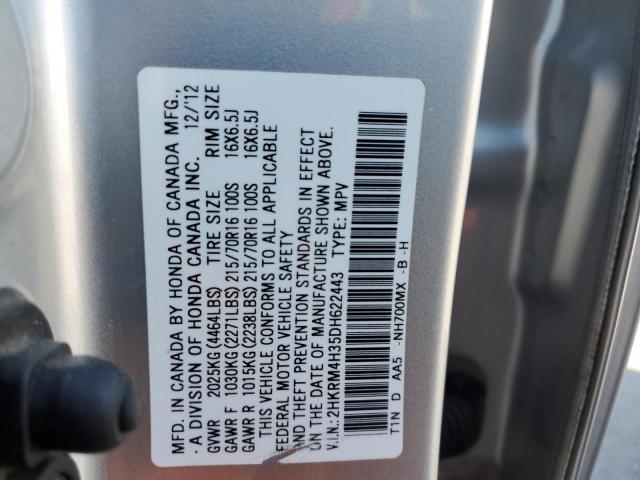 MFD. IN CANADA BY HONDA OF CANADA MFG.,
· A DIVISION OF HONDA CANADA INC. 12/'12
GVWR 2025KG(4464LBS) TIRE SIZE RIM SIZE
GAWR F 1030KG(2271LBS)215/70R16 100S 16X6.5J
GAWR R 1015KG(2238LBS)215/70R16 100S 16X6.5J
THIS VEHICLE CONFORMS TO ALL APPLICABLE
FEDERAL MOTOR VEHICLE SAFETY
AND THEFT PREVENTION STANDARDS IN EFFECT
ON THE DATE OF MANUFACTURE SHOWN ABOVE.
V.I.N.: 2HKRM4H35DH622443 TYPE: MPV
T1N D AA5 -NH700MX -B -H